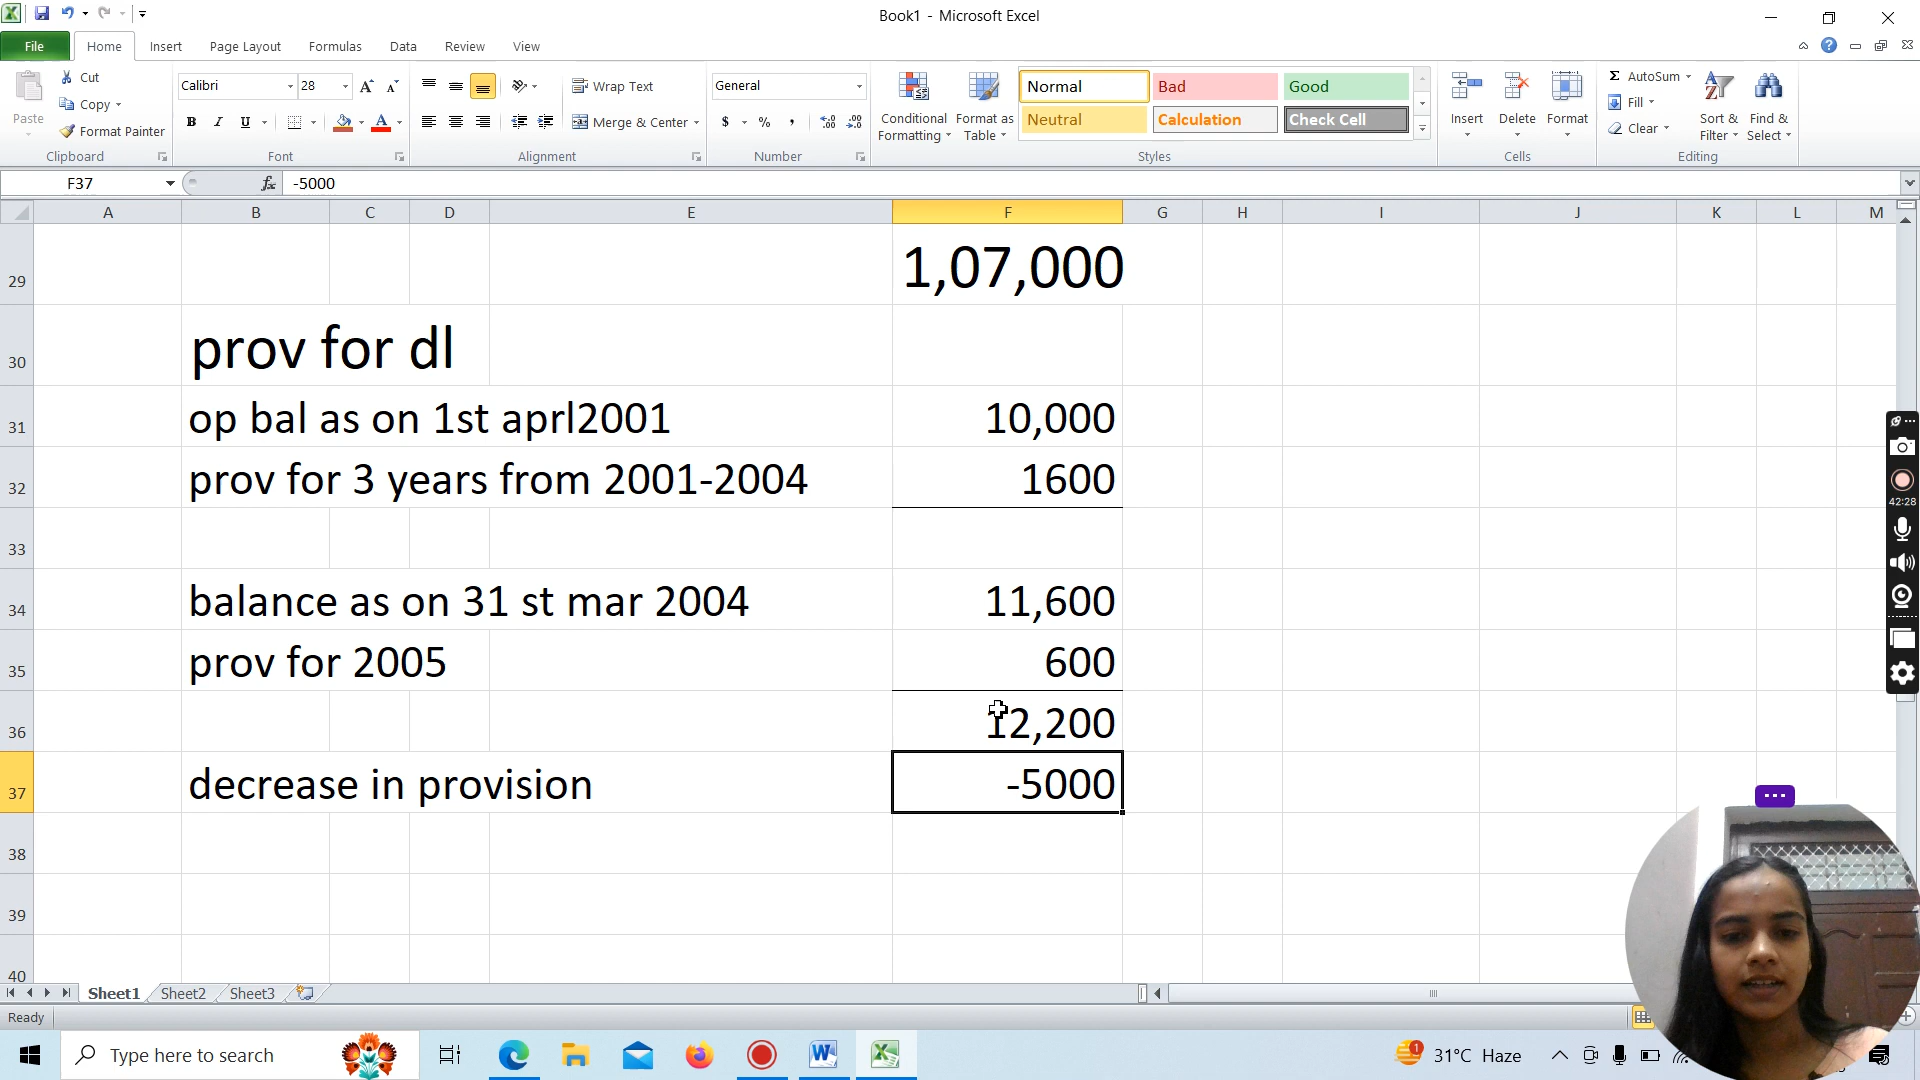 Book1 - Microsoft Excel
File Home Insert Page Layout Formulas Data Review View
Paste
Cut
Copy
Format Painter
Clipboard
Calibri 28
B I U
Font
Wrap Text
Merge & Center
Alignment
General
$ % ,
Number
Conditional Formatting
Format as Table
Normal Bad Good
Neutral Calculation Check Cell
Styles
Insert Delete Format
Cells
Σ AutoSum
Fill
Clear
Sort & Filter
Find & Select
Editing
F37 fx -5000
A B C D E F G H I J K L M
29 1,07,000
30 prov for dl
31 op bal as on 1st aprl2001 10,000
32 prov for 3 years from 2001-2004 1600
33
34 balance as on 31 st mar 2004 11,600
35 prov for 2005 600
36 12,200
37 decrease in provision -5000
38
39
40
42:28
Sheet1 Sheet2 Sheet3
Ready
Type here to search
31°C Haze